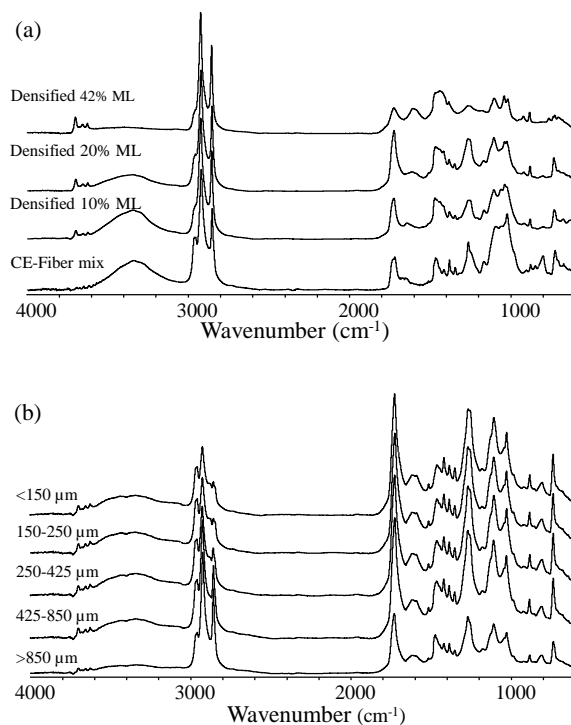 (a)
Densified 42% ML
Densified 20% ML
Densified 10% ML
CE-Fiber mix
4000 3000 2000 1000
Wavenumber (cm-1)
(b)
<150 µm
150-250 µm
250-425 µm
425-850 µm
>850 µm
4000 3000 2000 1000
Wavenumber (cm-1)